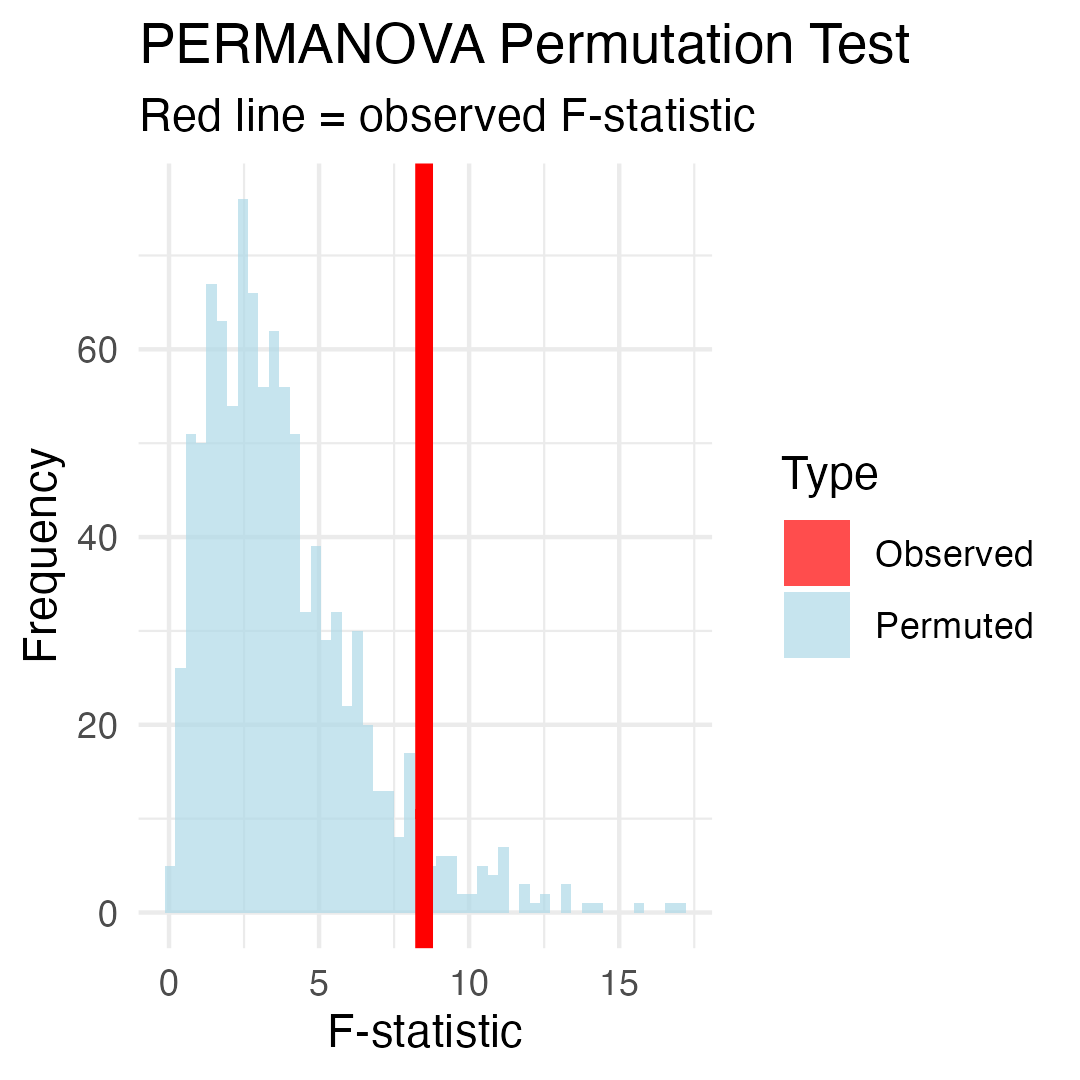 PERMANOVA Permutation Test
Red line = observed F-statistic
Frequency
60
40
20
0
0 5 10 15
F-statistic
Type
Observed
Permuted